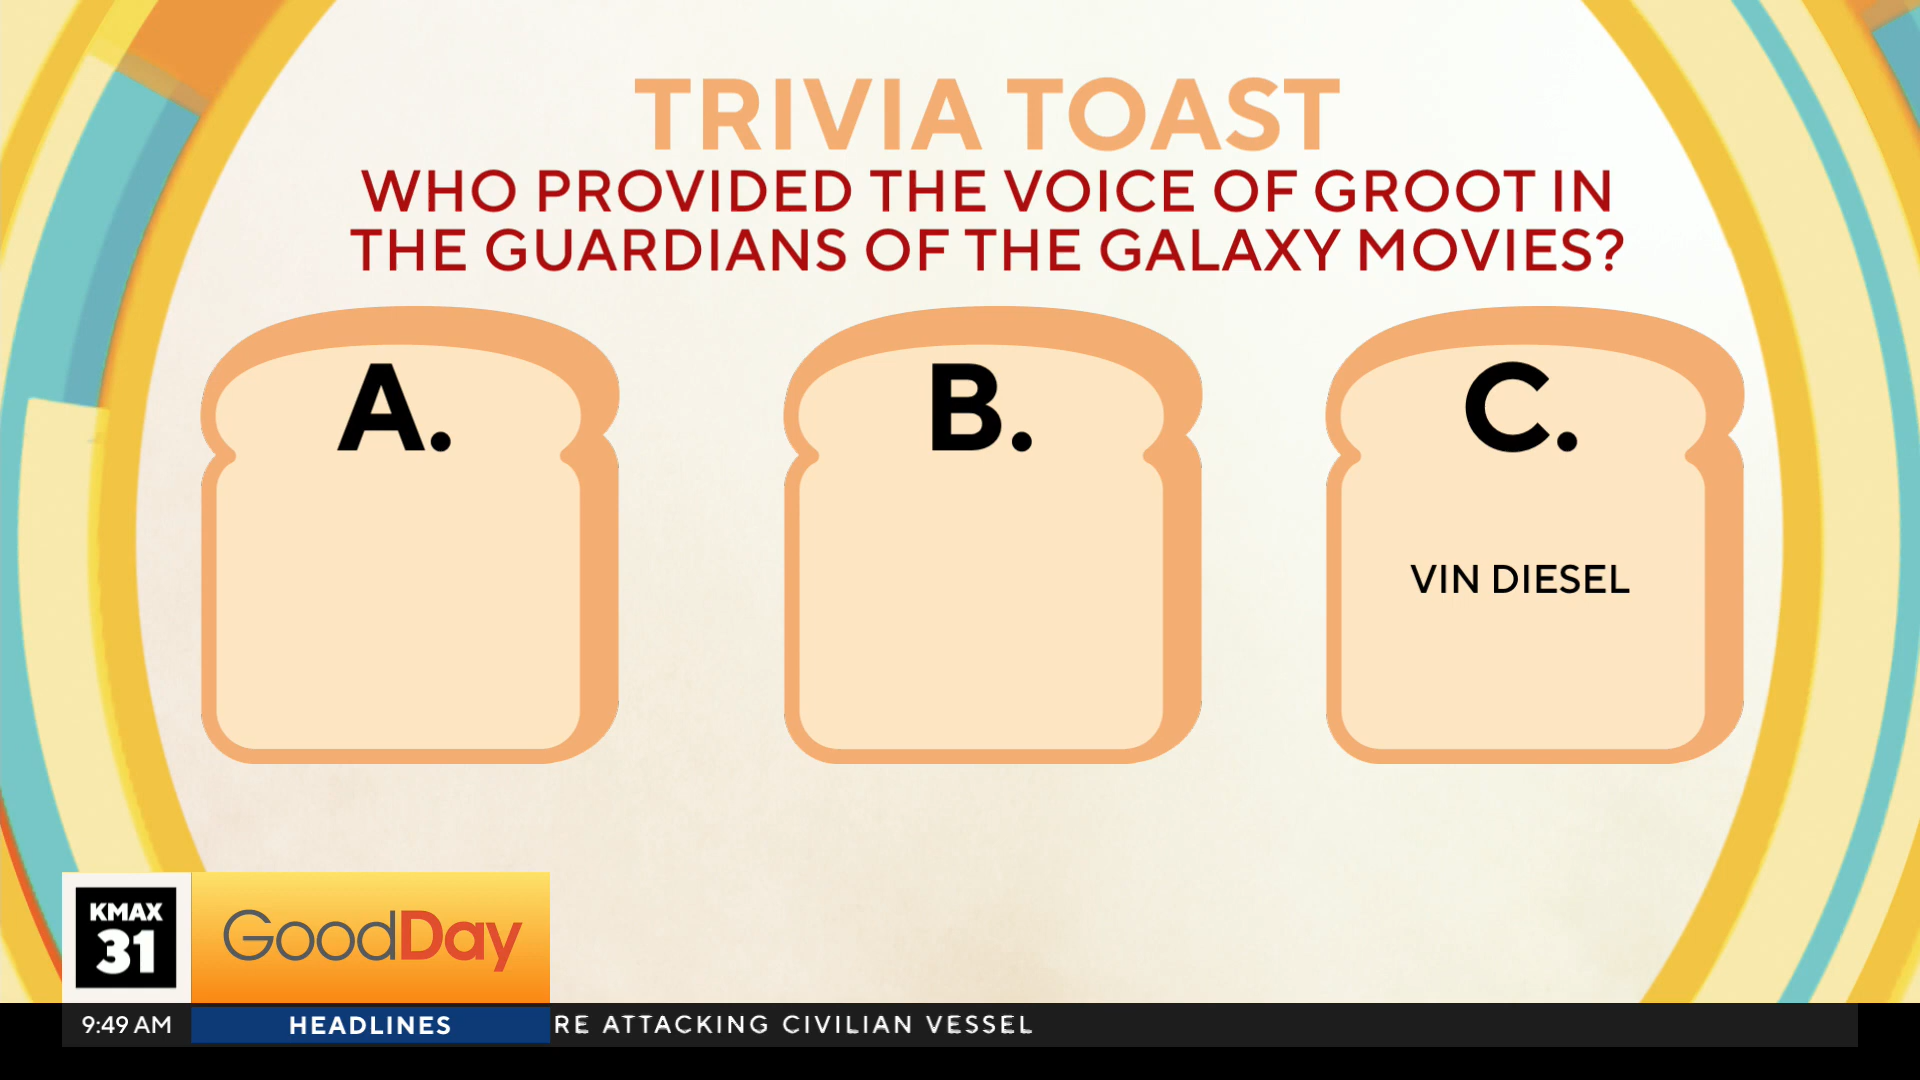 TRIVIA TOAST
WHO PROVIDED THE VOICE OF GROOT IN
THE GUARDIANS OF THE GALAXY MOVIES?
A.
B.
C.
VIN DIESEL
KMAX
31
GoodDay
9:49 AM
HEADLINES
RE ATTACKING CIVILIAN VESSEL